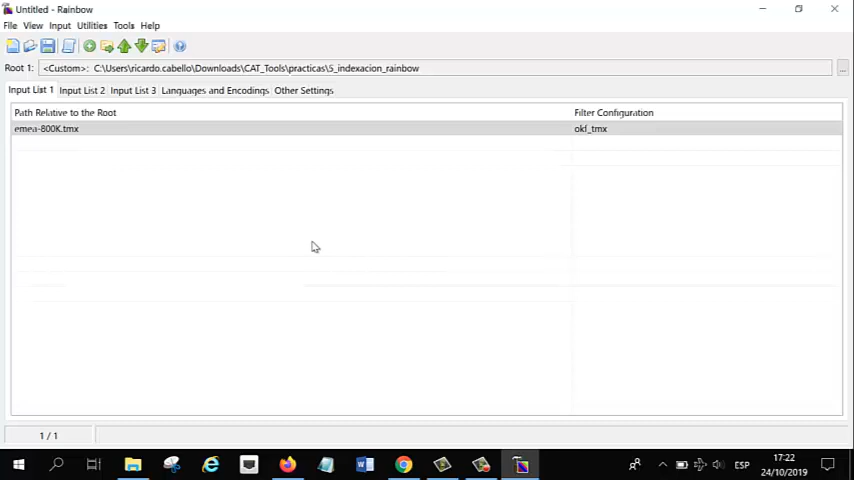 Untitled - Rainbow
File View Input Utilities Tools Help
Root 1: <Custom>: C:\Users\ricardo.cabello\Downloads\CAT_Tools\practicas\5_indexacion_rainbow ...
Input List 1 Input List 2 Input List 3 Languages and Encodings Other Settings
Path Relative to the Root Filter Configuration
emea-800K.tmx okf_tmx
1 / 1
ESP 17:22
24/10/2019